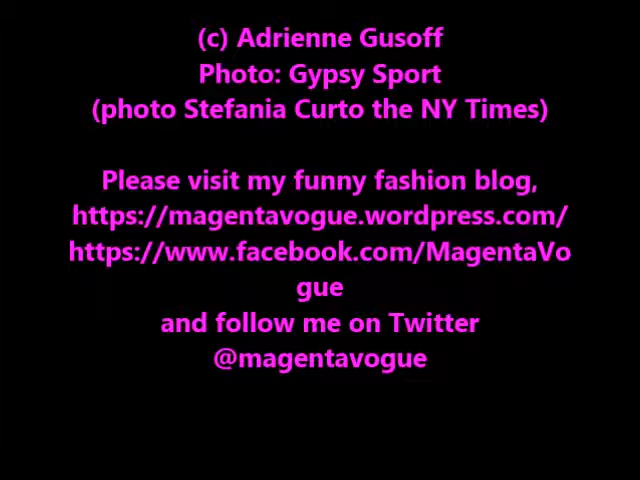 (c) Adrienne Gusoff
Photo: Gypsy Sport
(photo Stefania Curto the NY Times)
Please visit my funny fashion blog,
https://magentavogue.wordpress.com/
https://www.facebook.com/MagentaVo
gue
and follow me on Twitter
@magentavogue